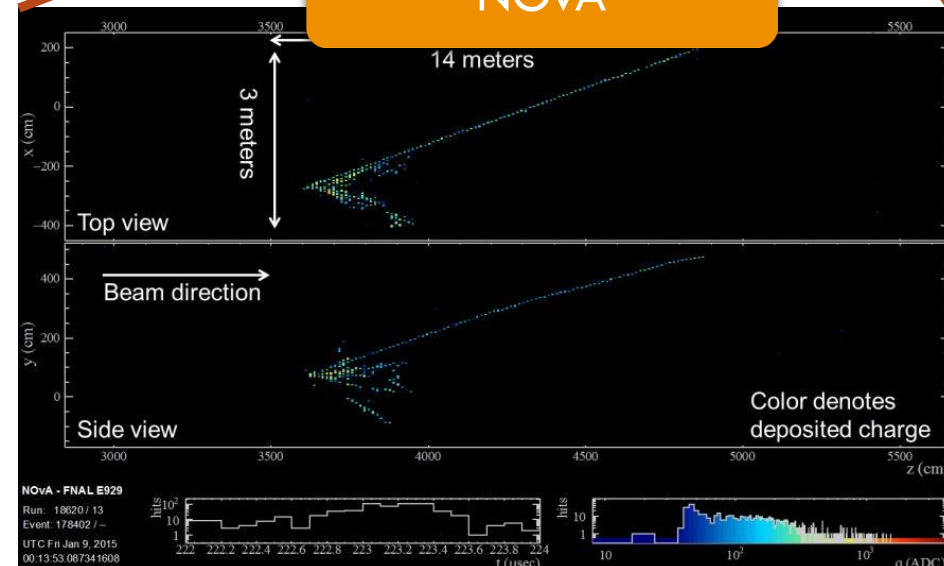 NOvA
3000 3500 5500
14 meters
3 meters
200
0
−200
−400
x (cm)
Top view
Beam direction
400
200
0
y (cm)
Side view
Color denotes
deposited charge
3000 3500 4000 4500 5000 5500
z (cm)
NOvA - FNAL E929
Run: 18620 / 13
Event: 178402 / --
UTC Fri Jan 9, 2015
00:13:53.087341608
hits
10²
10
1
222 222.2 222.4 222.6 222.8 223 223.2 223.4 223.6 223.8 224
t (usec)
hits
10
1
10 10² 10³
q (ADC)